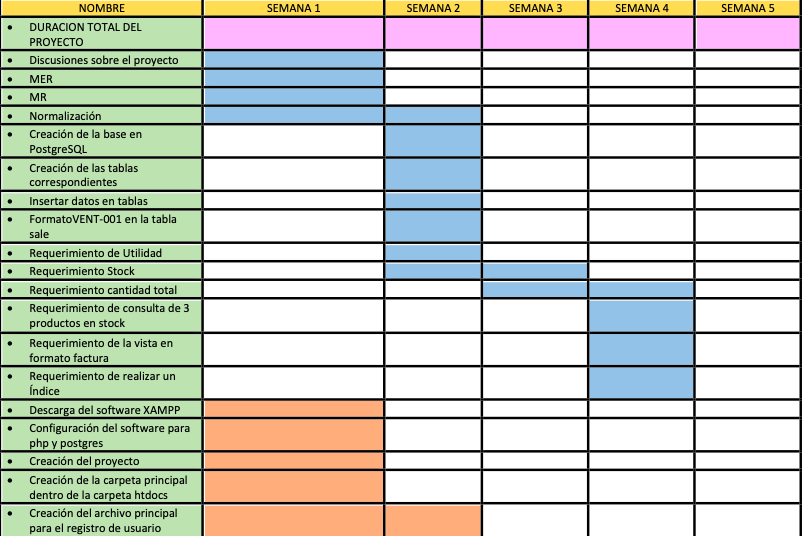 NOMBRE SEMANA 1 SEMANA 2 SEMANA 3 SEMANA 4 SEMANA 5
• DURACION TOTAL DEL
PROYECTO
• Discusiones sobre el proyecto
• MER
• MR
• Normalización
• Creación de la base en
PostgreSQL
• Creación de las tablas
correspondientes
• Insertar datos en tablas
• FormatoVENT-001 en la tabla
sale
• Requerimiento de Utilidad
• Requerimiento Stock
• Requerimiento cantidad total
• Requerimiento de consulta de 3
productos en stock
• Requerimiento de la vista en
formato factura
• Requerimiento de realizar un
Índice
• Descarga del software XAMPP
• Configuración del software para
php y postgres
• Creación del proyecto
• Creación de la carpeta principal
dentro de la carpeta htdocs
• Creación del archivo principal
para el registro de usuario